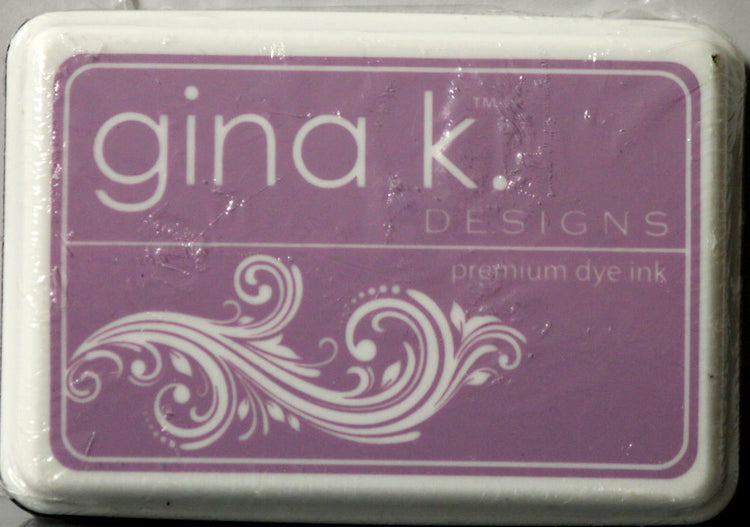 gina k.™
DESIGNS
premium dye ink